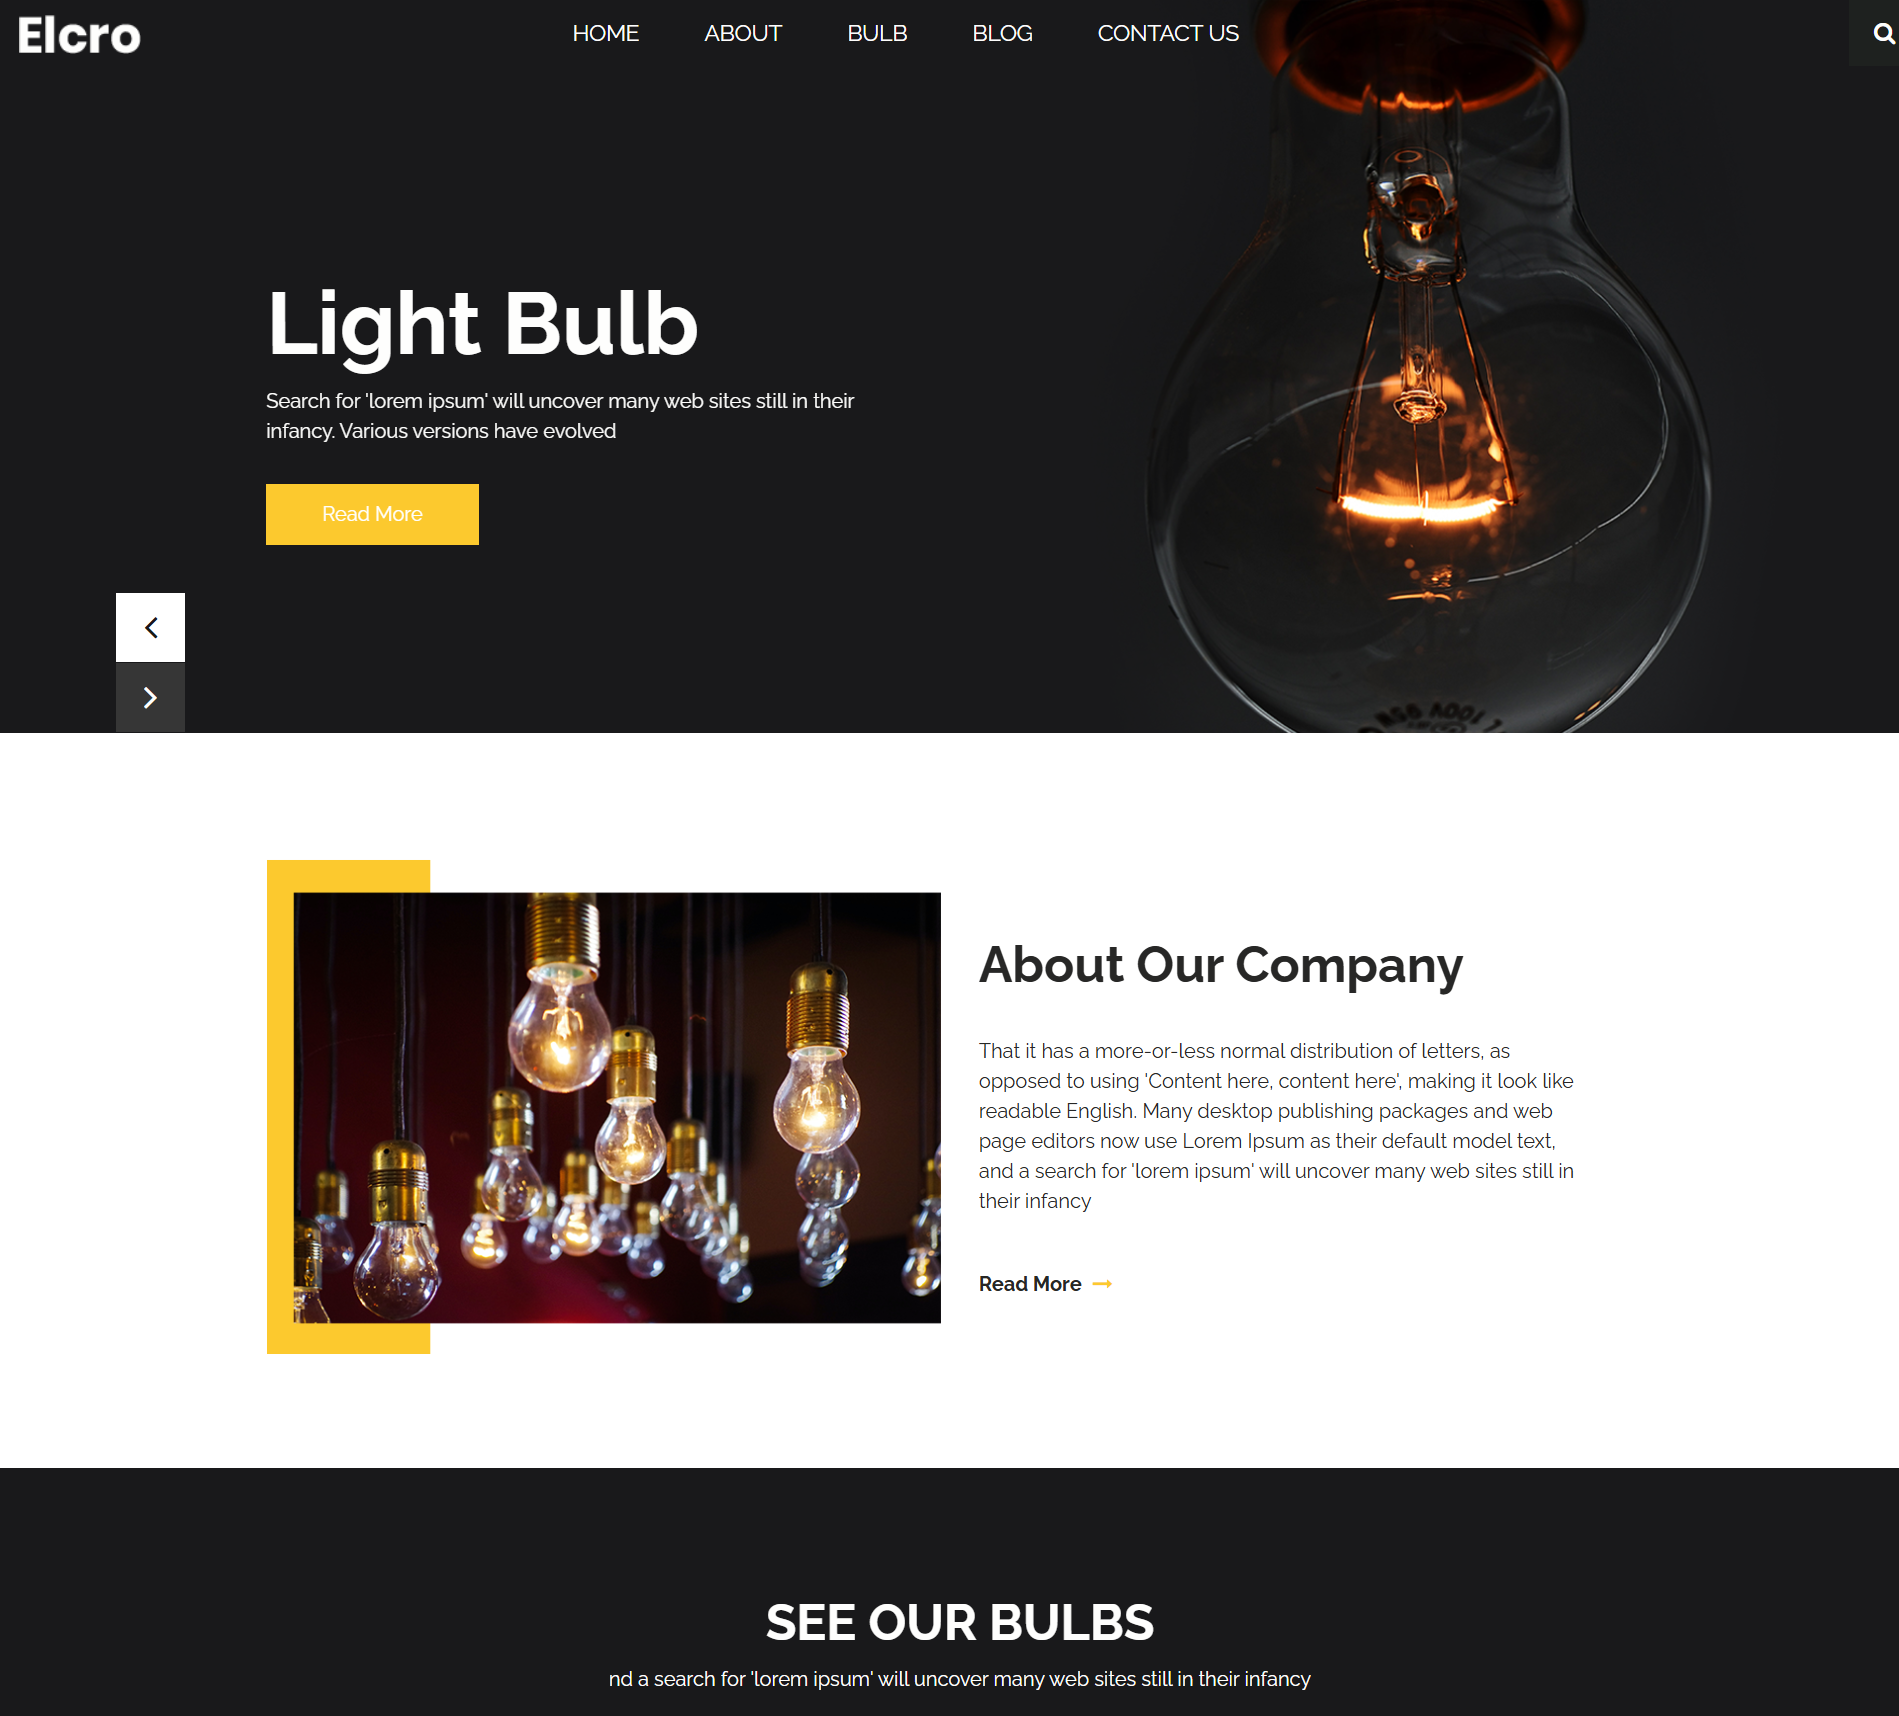 Elcro
HOME ABOUT BULB BLOG CONTACT US
Light Bulb
Search for 'lorem ipsum' will uncover many web sites still in their
infancy. Various versions have evolved
Read More
About Our Company
That it has a more-or-less normal distribution of letters, as
opposed to using 'Content here, content here', making it look like
readable English. Many desktop publishing packages and web
page editors now use Lorem Ipsum as their default model text,
and a search for 'lorem ipsum' will uncover many web sites still in
their infancy
Read More
SEE OUR BULBS
nd a search for 'lorem ipsum' will uncover many web sites still in their infancy